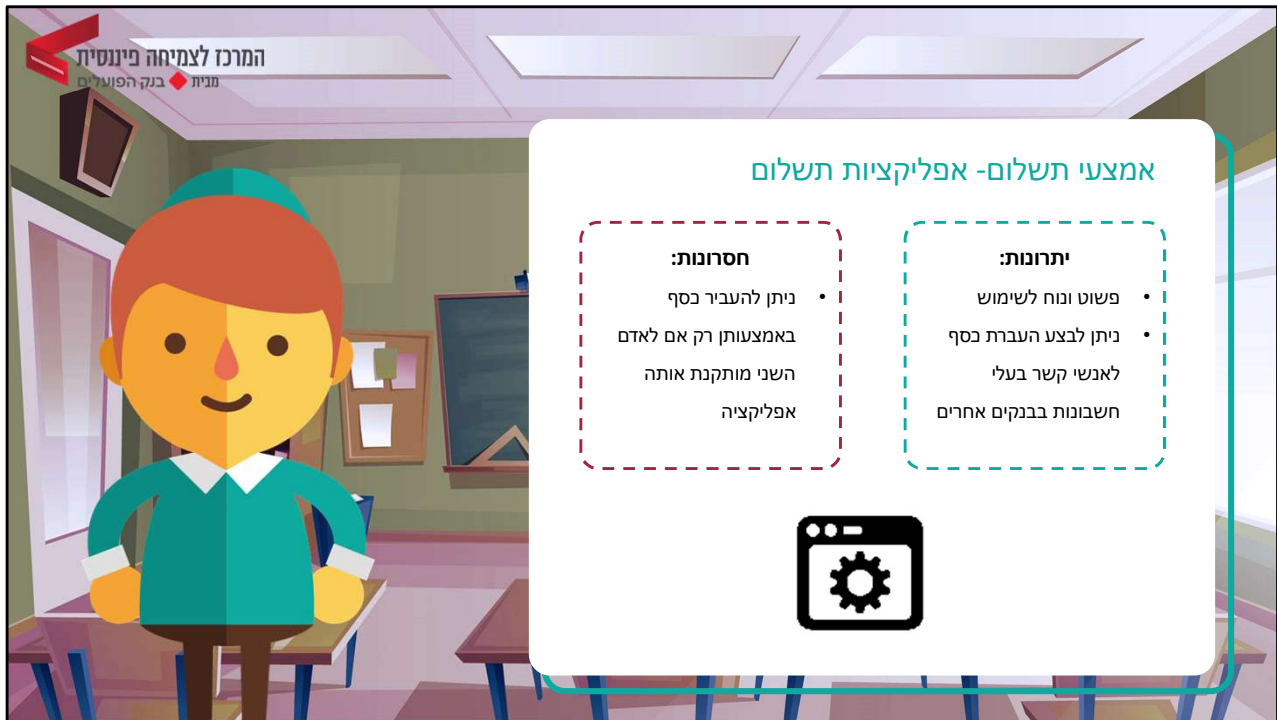 המרכז לצמיחה פיננסית
מבית בנק הפועלים
אמצעי תשלום- אפליקציות תשלום
יתרונות:
• פשוט ונוח לשימוש
• ניתן לבצע העברת כסף
לאנשי קשר בעלי
חשבונות בבנקים אחרים
חסרונות:
• ניתן להעביר כסף
באמצעותן רק אם לאדם
השני מותקנת אותה
אפליקציה